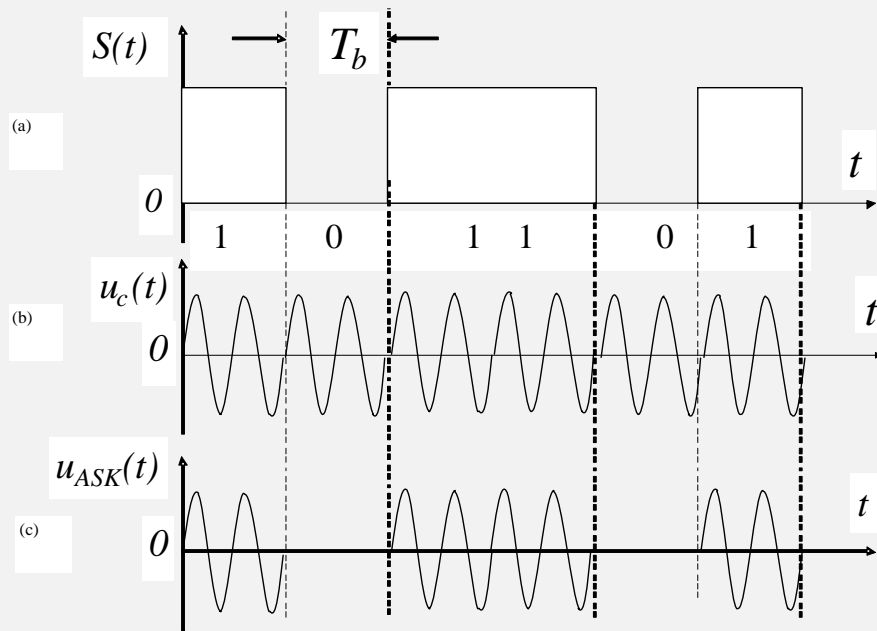 S(t) T_b
(a)
t
0
1 0 1 1 0 1
u_c(t)
(b) t
0
u_ASK(t)
t
(c) 0